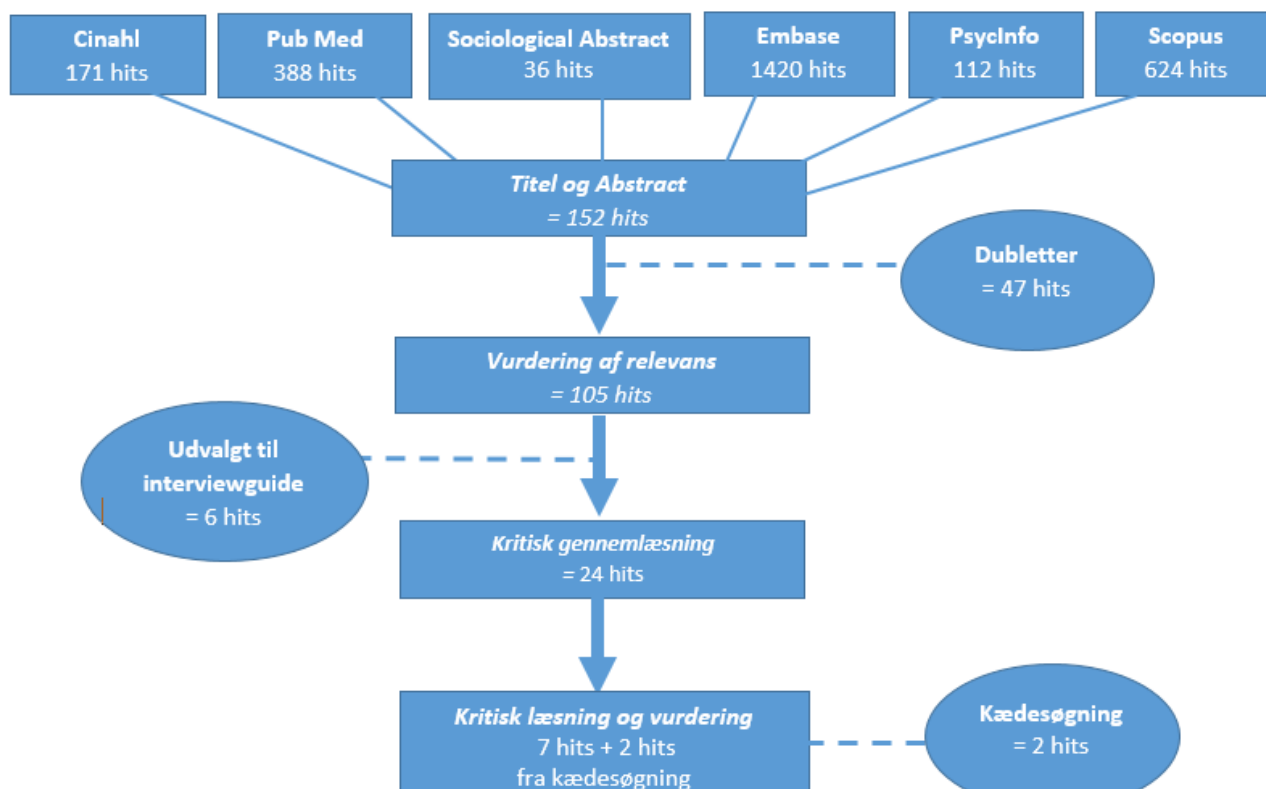 Cinahl
171 hits
Pub Med
388 hits
Sociological Abstract
36 hits
Embase
1420 hits
PsycInfo
112 hits
Scopus
624 hits
Titel og Abstract
= 152 hits
Dubletter
= 47 hits
Vurdering af relevans
= 105 hits
Udvalgt til
interviewguide
= 6 hits
Kritisk gennemlæsning
= 24 hits
Kritisk læsning og vurdering
7 hits + 2 hits
fra kædesøgning
Kædesøgning
= 2 hits